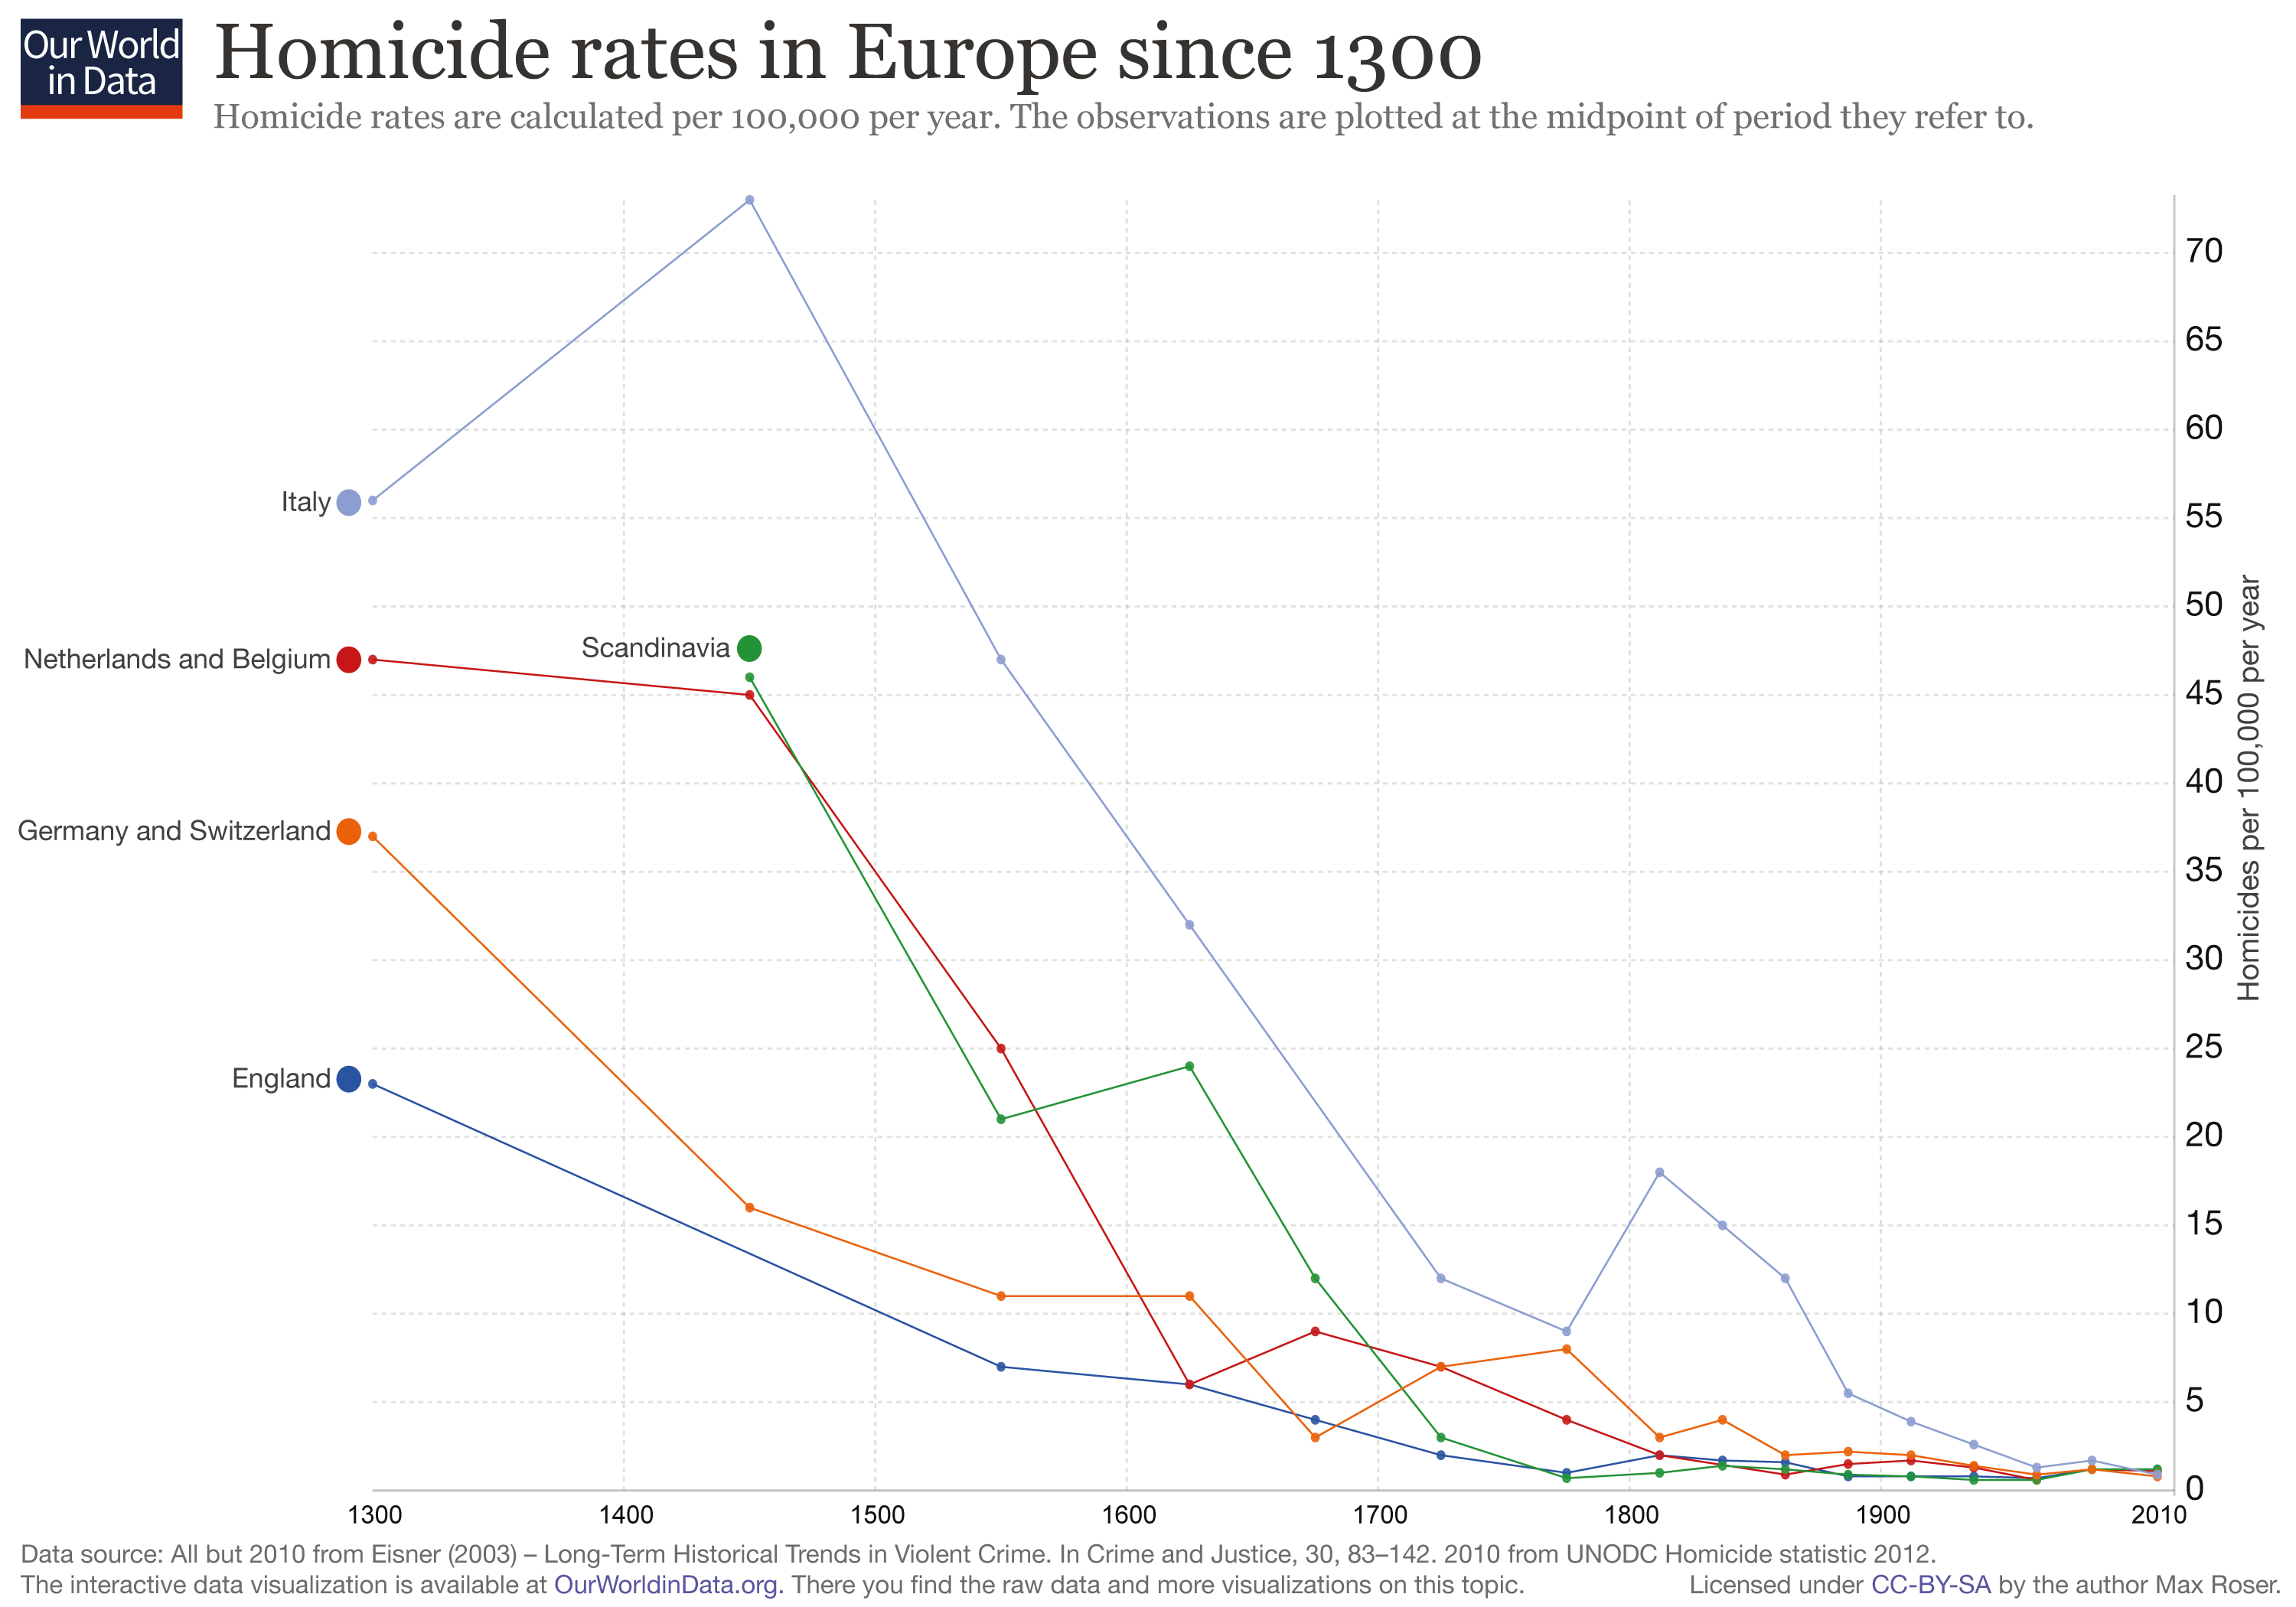 Our World
in Data
Homicide rates in Europe since 1300
Homicide rates are calculated per 100,000 per year. The observations are plotted at the midpoint of period they refer to.
70
65
60
Italy
55
50
Scandinavia
Netherlands and Belgium
45
40
Germany and Switzerland
35
30
25
England
20
15
10
5
0
Homicides per 100,000 per year
1300 1400 1500 1600 1700 1800 1900 2010
Data source: All but 2010 from Eisner (2003) – Long-Term Historical Trends in Violent Crime. In Crime and Justice, 30, 83–142. 2010 from UNODC Homicide statistic 2012.
The interactive data visualization is available at OurWorldinData.org. There you find the raw data and more visualizations on this topic.
Licensed under CC-BY-SA by the author Max Roser.